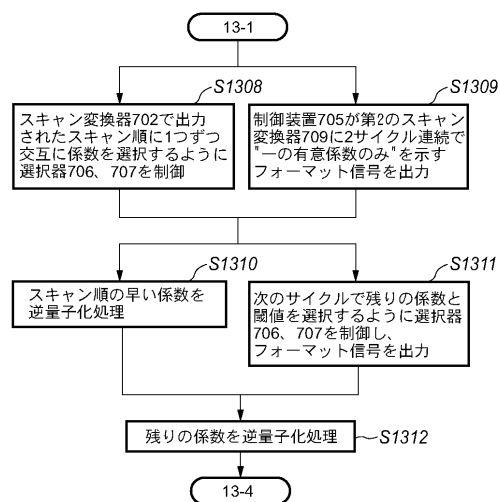 13-1
S1308
スキャン変換器702で出力
されたスキャン順に1つずつ
交互に係数を選択するように
選択器706、707を制御
S1309
制御装置705が第2のスキャン
変換器709に2サイクル連続で
"一の有意係数のみ"を示す
フォーマット信号を出力
S1310
スキャン順の早い係数を
逆量子化処理
S1311
次のサイクルで残りの係数と
閾値を選択するように選択器
706、707を制御し、
フォーマット信号を出力
残りの係数を逆量子化処理
S1312
13-4